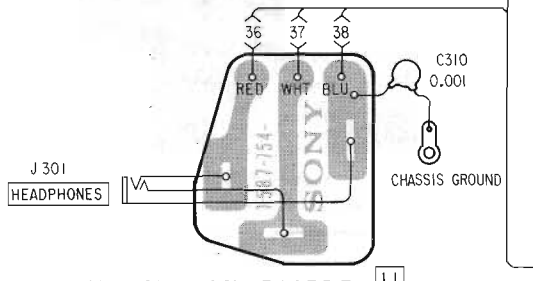 36 37 38
C310
0.001
RED WHT BLU
SONY
J301
HEADPHONES
CHASSIS GROUND